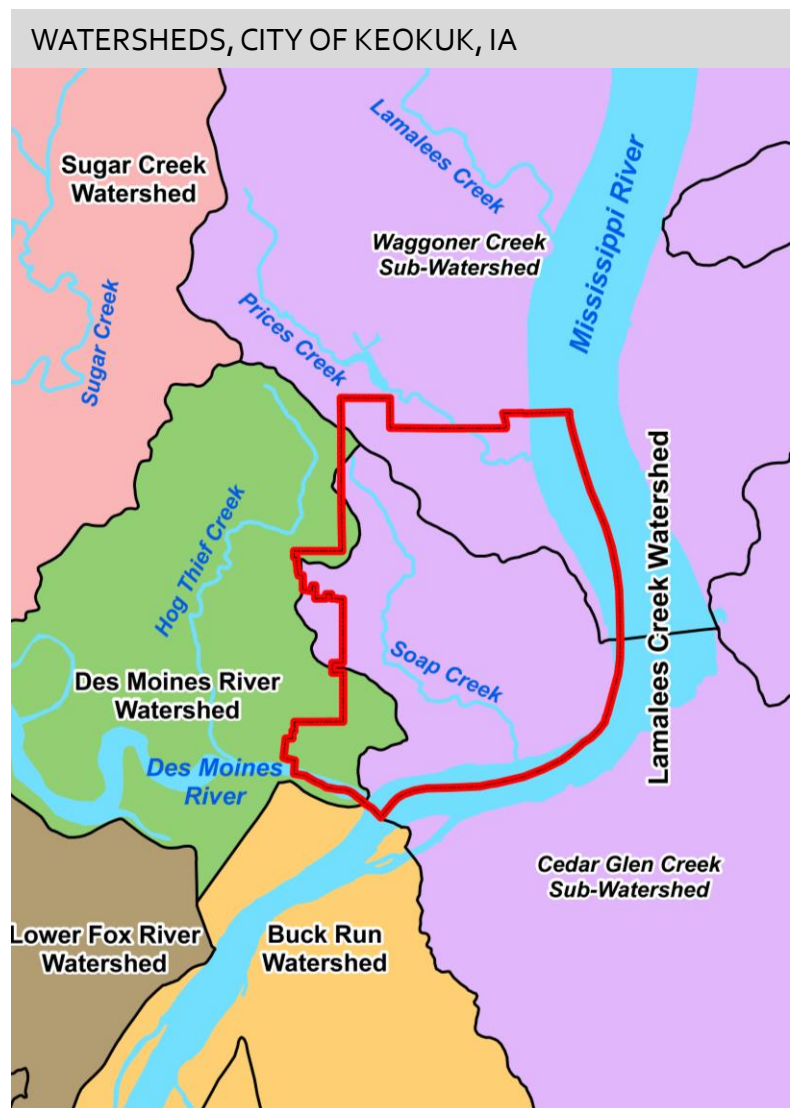 WATERSHEDS, CITY OF KEOKUK, IA
Lamalees Creek
Sugar Creek
Watershed
Mississippi River
Waggoner Creek
Sub-Watershed
Sugar Creek
Prices Creek
Lamalees Creek Watershed
Hog Thief Creek
Soap Creek
Des Moines River
Watershed
Des Moines
River
Cedar Glen Creek
Sub-Watershed
Lower Fox River
Watershed
Buck Run
Watershed